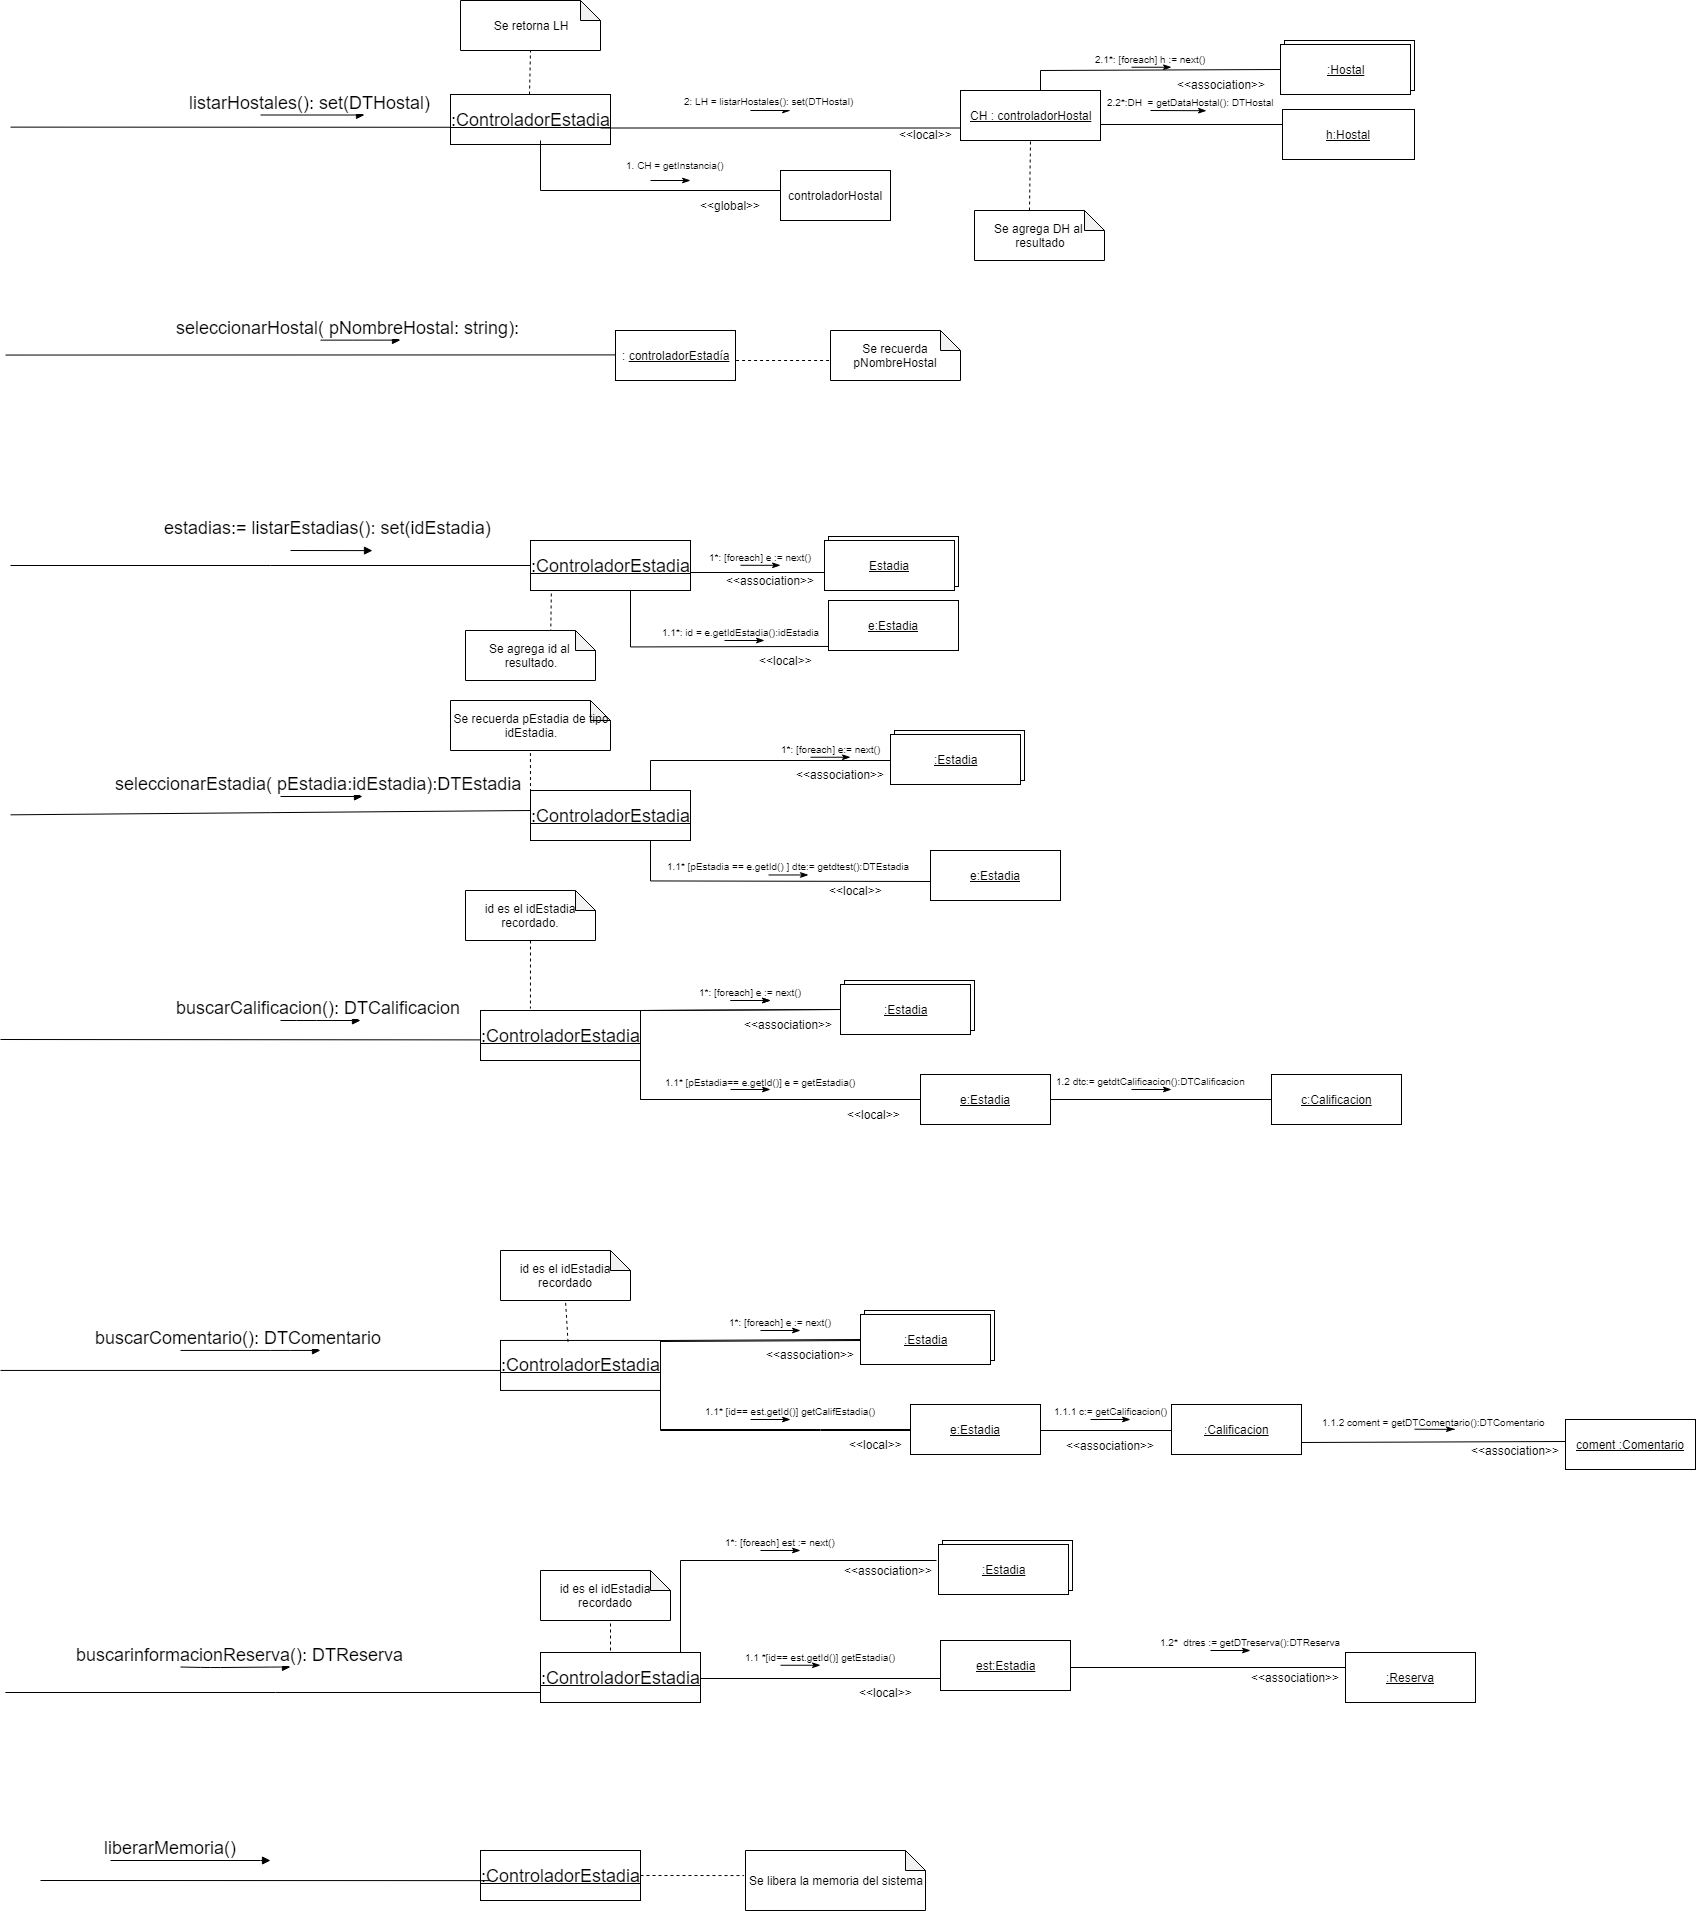 Se retorna LH
listarHostales(): set(DTHostal)
:ControladorEstadia
2: LH = listarHostales(): set(DTHostal)
<<local>>
CH : controladorHostal
2.1*: [foreach] h := next()
<<association>>
:Hostal
2.2*:DH  = getDataHostal(): DTHostal
h:Hostal
1. CH = getInstancia()
<<global>>
controladorHostal
Se agrega DH al
resultado
seleccionarHostal( pNombreHostal: string):
: controladorEstadía
Se recuerda
pNombreHostal
estadias:= listarEstadias(): set(idEstadia)
:ControladorEstadia
1*: [foreach] e := next()
<<association>>
Estadia
1.1*: id = e.getIdEstadia():idEstadia
<<local>>
e:Estadia
Se agrega id al
resultado.
Se recuerda pEstadia de tipo
idEstadia.
seleccionarEstadia( pEstadia:idEstadia):DTEstadia
:ControladorEstadia
1*: [foreach] e:= next()
<<association>>
:Estadia
1.1* [pEstadia == e.getId() ] dte:= getdtest():DTEstadia
<<local>>
e:Estadia
id es el idEstadia
recordado.
buscarCalificacion(): DTCalificacion
:ControladorEstadia
1*: [foreach] e := next()
<<association>>
:Estadia
1.1* [pEstadia== e.getId()] e = getEstadia()
<<local>>
e:Estadia
1.2 dtc:= getdtCalificacion():DTCalificacion
c:Calificacion
id es el idEstadia
recordado
buscarComentario(): DTComentario
:ControladorEstadia
1*: [foreach] e := next()
<<association>>
:Estadia
1.1* [id== est.getId()] getCalifEstadia()
<<local>>
e:Estadia
1.1.1 c:= getCalificacion()
<<association>>
:Calificacion
1.1.2 coment = getDTComentario():DTComentario
<<association>>
coment :Comentario
1*: [foreach] est := next()
<<association>>
:Estadia
id es el idEstadia
recordado
buscarinformacionReserva(): DTReserva
:ControladorEstadia
1.1 *[id== est.getId()] getEstadia()
<<local>>
est:Estadia
1.2*  dtres := getDTreserva():DTReserva
<<association>>
:Reserva
liberarMemoria()
:ControladorEstadia
Se libera la memoria del sistema